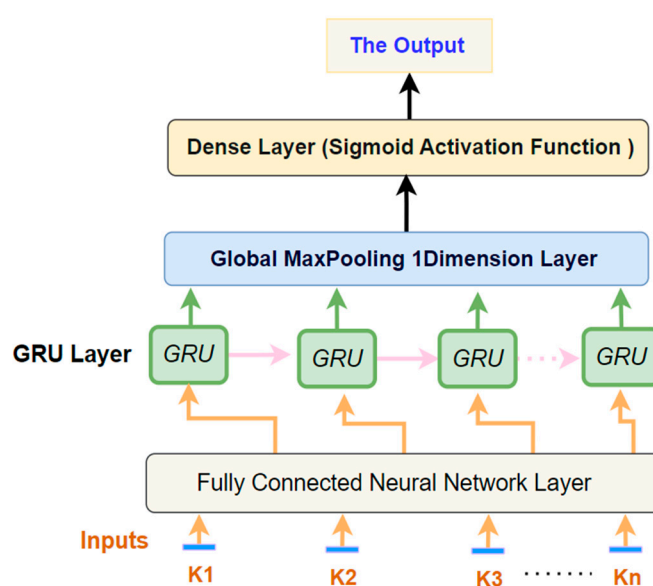 The Output
Dense Layer (Sigmoid Activation Function )
Global MaxPooling 1Dimension Layer
GRU Layer
GRU
GRU
GRU
GRU
Fully Connected Neural Network Layer
Inputs
K1
K2
K3
........
Kn